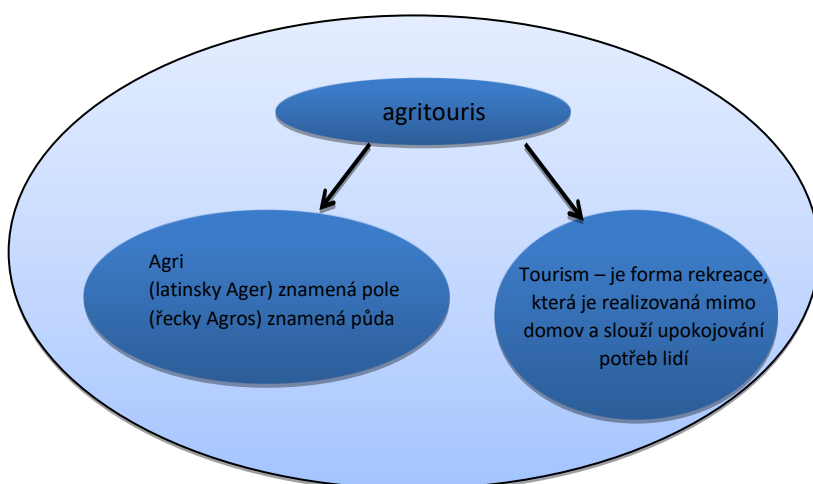 agritouris
Agri
(latinsky Ager) znamená pole
(řecky Agros) znamená půda
Tourism – je forma rekreace,
která je realizovaná mimo
domov a slouží upokojování
potřeb lidí